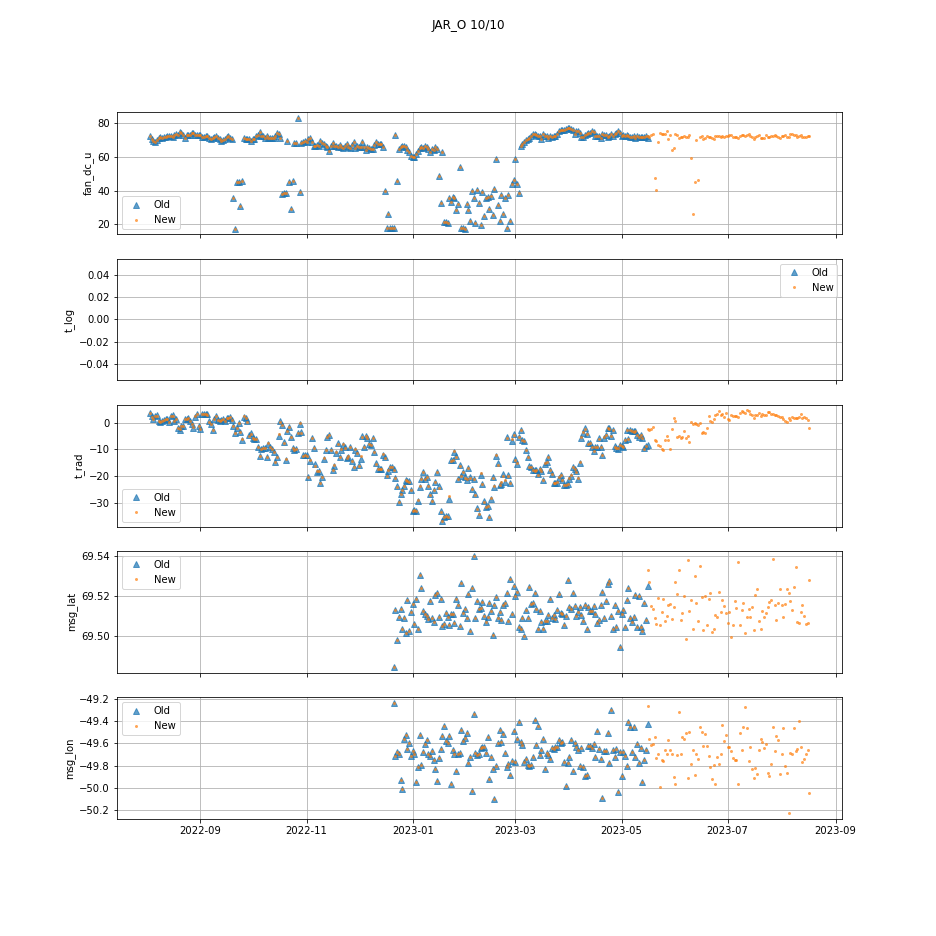 JAR_O 10/10
fan_dc_u
80
60
40
20
Old
New
t_log
0.04
0.02
0.00
−0.02
−0.04
Old
New
t_rad
0
−10
−20
−30
Old
New
msg_lat
69.54
69.52
69.50
Old
New
msg_lon
−49.2
−49.4
−49.6
−49.8
−50.0
−50.2
Old
New
2022-09 2022-11 2023-01 2023-03 2023-05 2023-07 2023-09